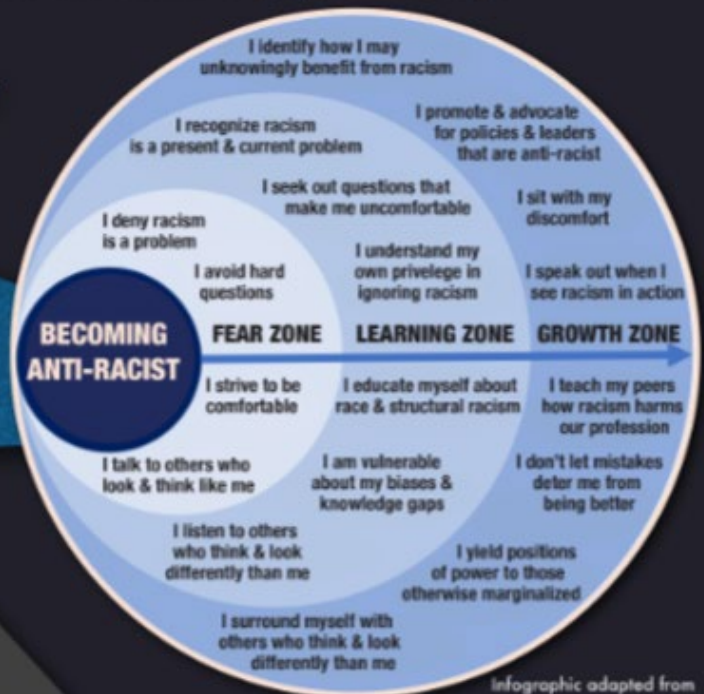 I identify how I may
unknowingly benefit from racism
I recognize racism
is a present & current problem
I promote & advocate
for policies & leaders
that are anti-racist
I seek out questions that
make me uncomfortable
I sit with my
discomfort
I deny racism
is a problem
I avoid hard
questions
I understand my
own privelege in
ignoring racism
I speak out when I
see racism in action
BECOMING
ANTI-RACIST
FEAR ZONE
LEARNING ZONE
GROWTH ZONE
I strive to be
comfortable
I educate myself about
race & structural racism
I teach my peers
how racism harms
our profession
I talk to others who
look & think like me
I am vulnerable
about my biases &
knowledge gaps
I don't let mistakes
deter me from
being better
I listen to others
who think & look
differently than me
I yield positions
of power to those
otherwise marginalized
I surround myself with
others who think & look
differently than me
Infographic adapted from